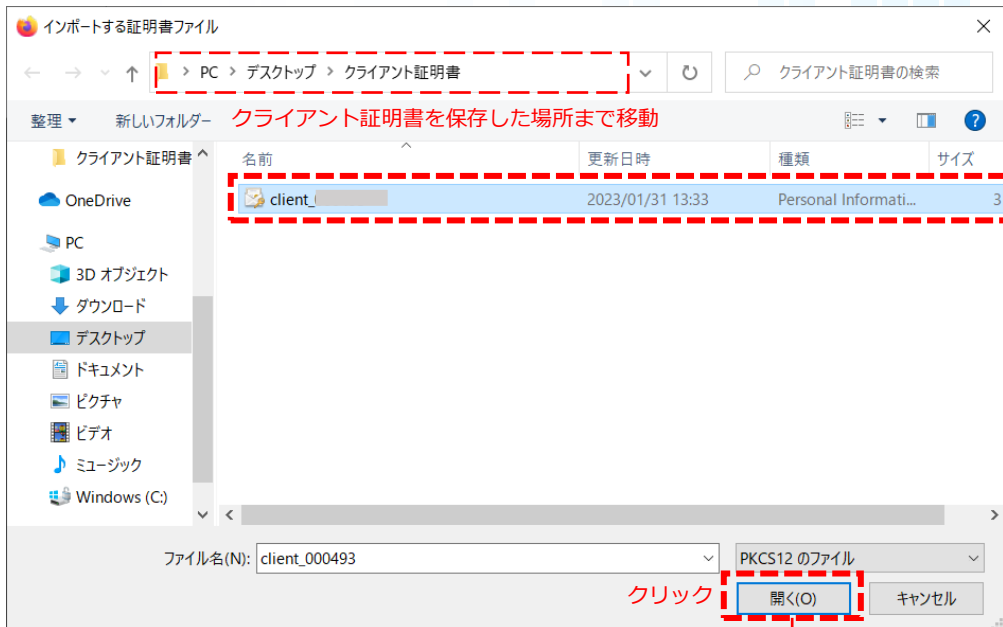 インポートする証明書ファイル
PC > デスクトップ > クライアント証明書
クライアント証明書の検索
整理
新しいフォルダー
クライアント証明書を保存した場所まで移動
クライアント証明書
名前
更新日時
種類
サイズ
client_
2023/01/31 13:33
Personal Informati...
3
OneDrive
PC
3D オブジェクト
ダウンロード
デスクトップ
ドキュメント
ピクチャ
ビデオ
ミュージック
Windows (C:)
ファイル名(N):
client_000493
PKCS12 のファイル
クリック
開く(O)
キャンセル